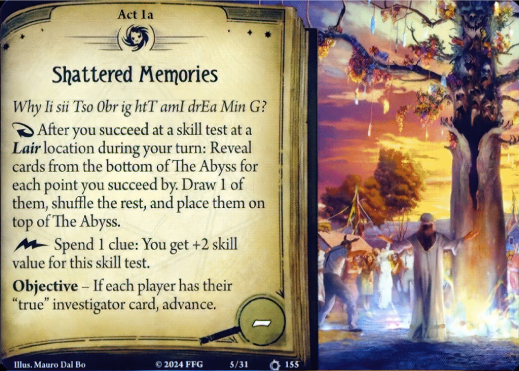 Act 1a
Shattered Memories
Why Ii sii Tso 0br ig htT amI drEa Min G?
After you succeed at a skill test at a
Lair location during your turn: Reveal
cards from the bottom of The Abyss for
each point you succeed by. Draw 1 of
them, shuffle the rest, and place them on
top of The Abyss.
Spend 1 clue: You get +2 skill
value for this skill test.
Objective – If each player has their
"true" investigator card, advance.
–
Illus. Mauro Dal Bo © 2024 FFG 5/31 155